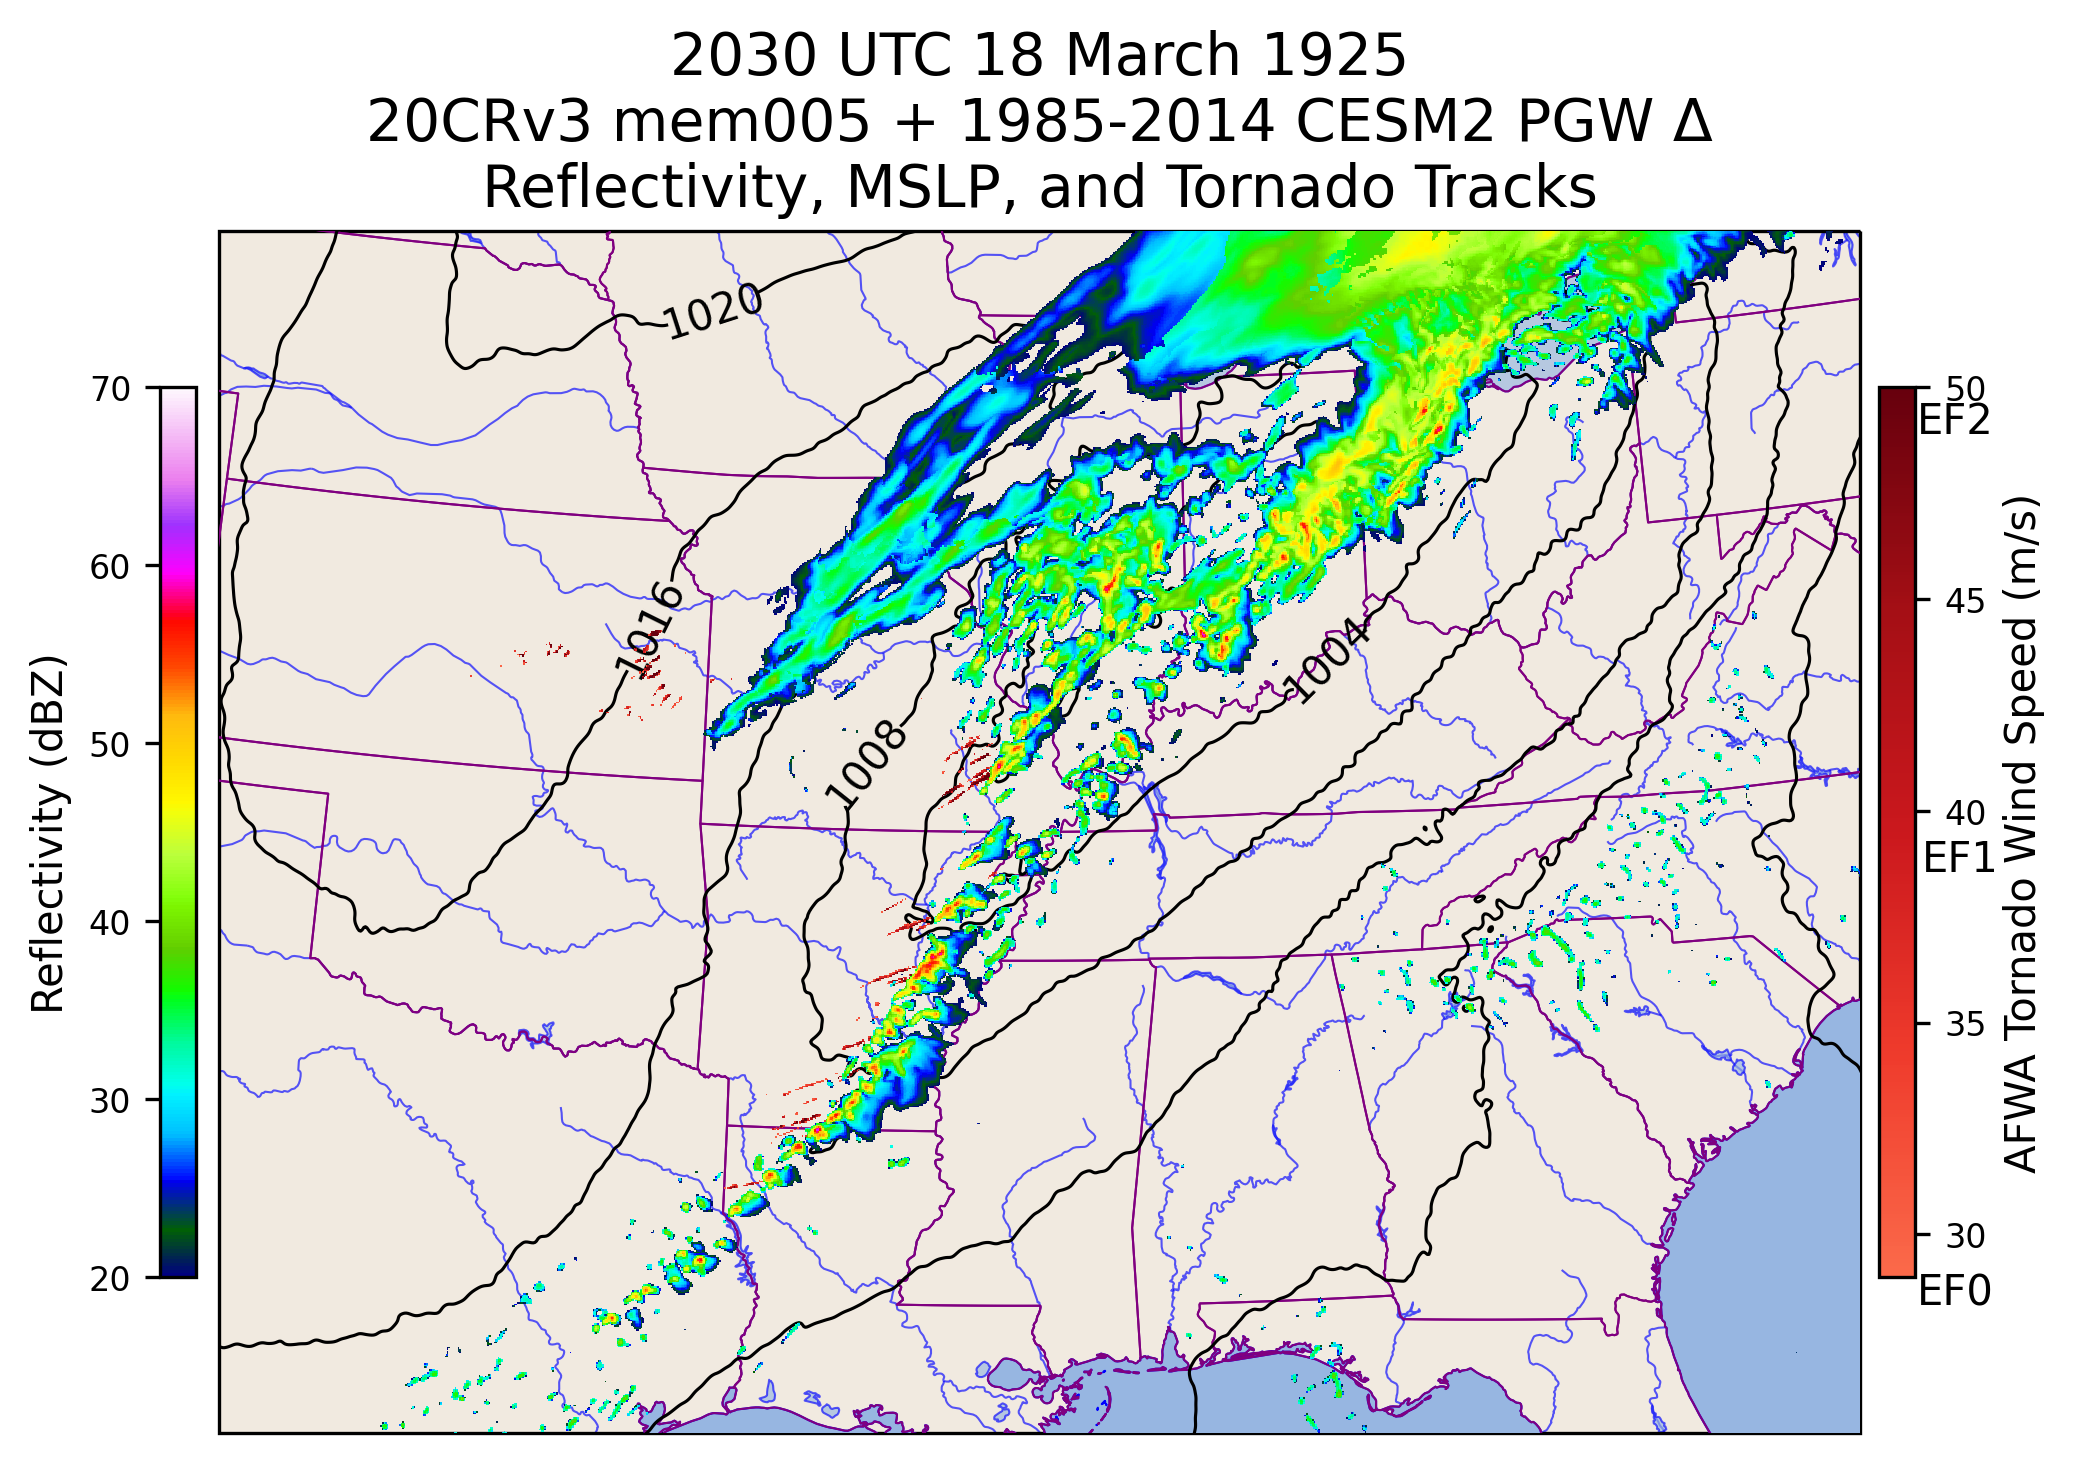 2030 UTC 18 March 1925
20CRv3 mem005 + 1985-2014 CESM2 PGW Δ
Reflectivity, MSLP, and Tornado Tracks
1020
1016
1008
1004
70
60
50
40
30
20
Reflectivity (dBZ)
50
EF2
45
40
EF1
35
30
EF0
AFWA Tornado Wind Speed (m/s)